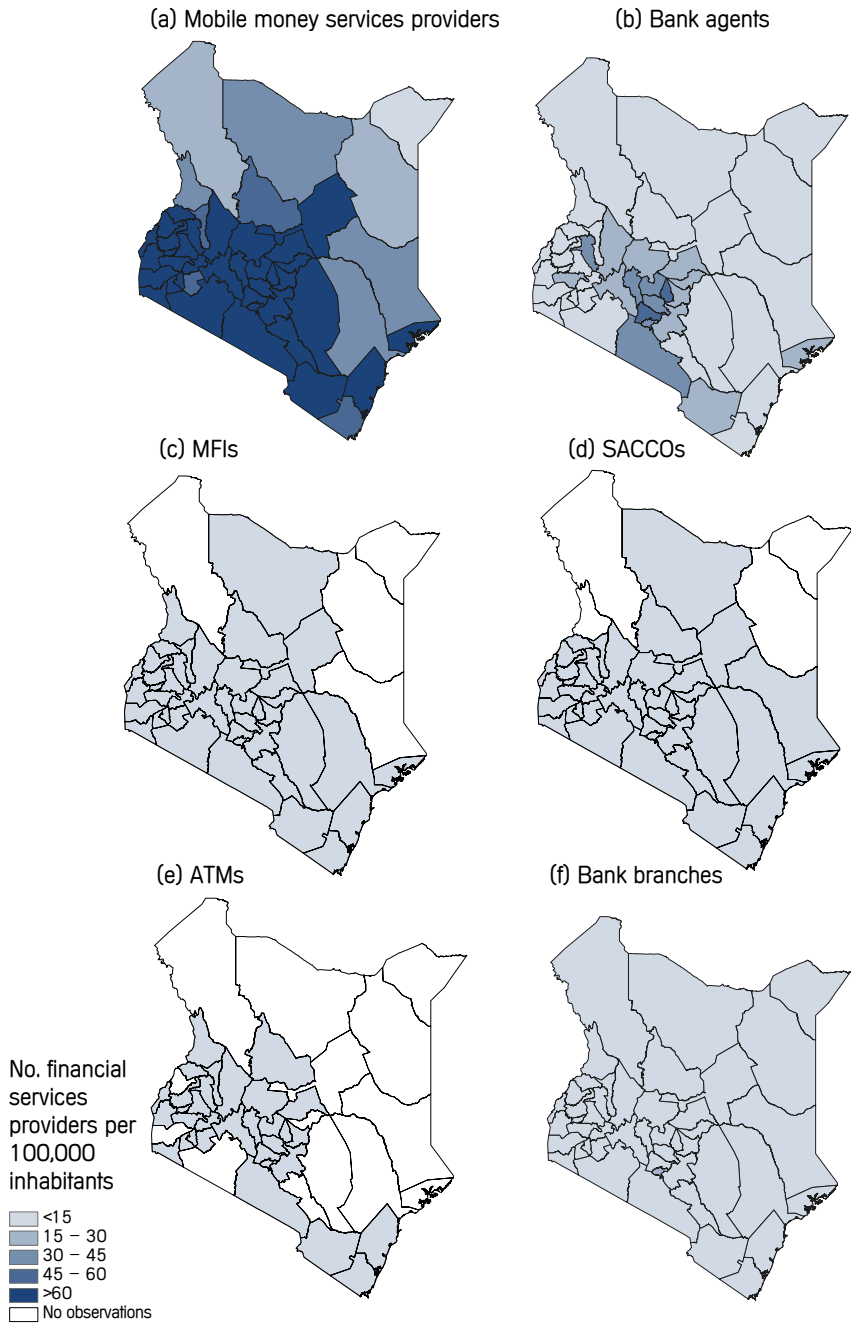 (a) Mobile money services providers
(b) Bank agents
(c) MFIs
(d) SACCOs
(e) ATMs
(f) Bank branches
No. financial
services
providers per
100,000
inhabitants
<15
15 – 30
30 – 45
45 – 60
>60
No observations